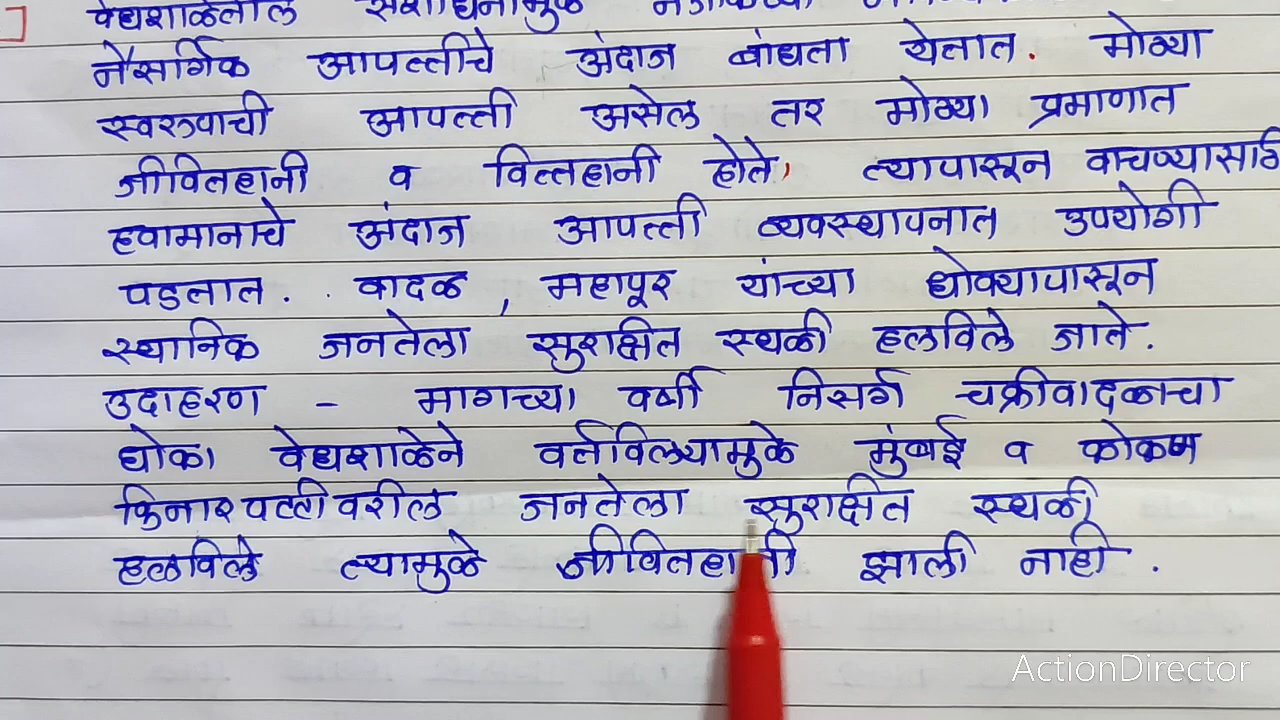 वेधशाळेतील संशोधनामुळे
नैसर्गिक आपत्तीचे अंदाज बांधता येतात. मोठ्या
स्वरुपाची आपत्ती असेल तर मोठ्या प्रमाणात
जीवितहानी व वित्तहानी होते, त्यापासून वाचण्यासाठी
हवामानाचे अंदाज आपत्ती व्यवस्थापनात उपयोगी
पडतात. वादळ, महापूर यांच्या धोक्यापासून
स्थानिक जनतेला सुरक्षित स्थळी हलविले जाते.
उदाहरण - मागच्या वर्षी निसर्ग चक्रीवादळाचा
धोका वेधशाळेने वर्तविल्यामुळे मुंबई व कोकण
किनारपट्टीवरील जनतेला सुरक्षित स्थळी
हलविले त्यामुळे जीवितहानी झाली नाही.
ActionDirector